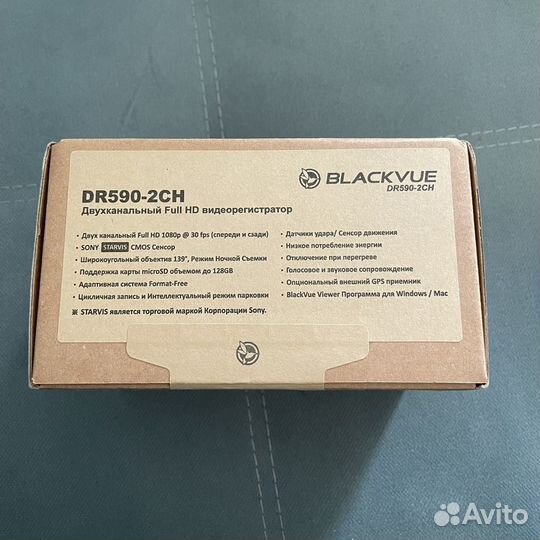 BLACKVUE
DR590-2CH
DR590-2CH
Двухканальный Full HD видеорегистратор
• Двух канальный Full HD 1080p @ 30 fps (спереди и сзади)
• SONY STARVIS CMOS Сенсор
• Широкоугольный объектив 139°, Режим Ночной Съемки
• Поддержка карты microSD объемом до 128GB
• Адаптивная система Format-Free
• Цикличная запись и Интеллектуальный режим парковки
※ STARVIS является торговой маркой Корпорации Sony.
• Датчики удара/ Сенсор движения
• Низкое потребление энергии
• Отключение при перегреве
• Голосовое и звуковое сопровождение
• Опциональный внешний GPS приемник
• BlackVue Viewer Программа для Windows / Mac
Avito